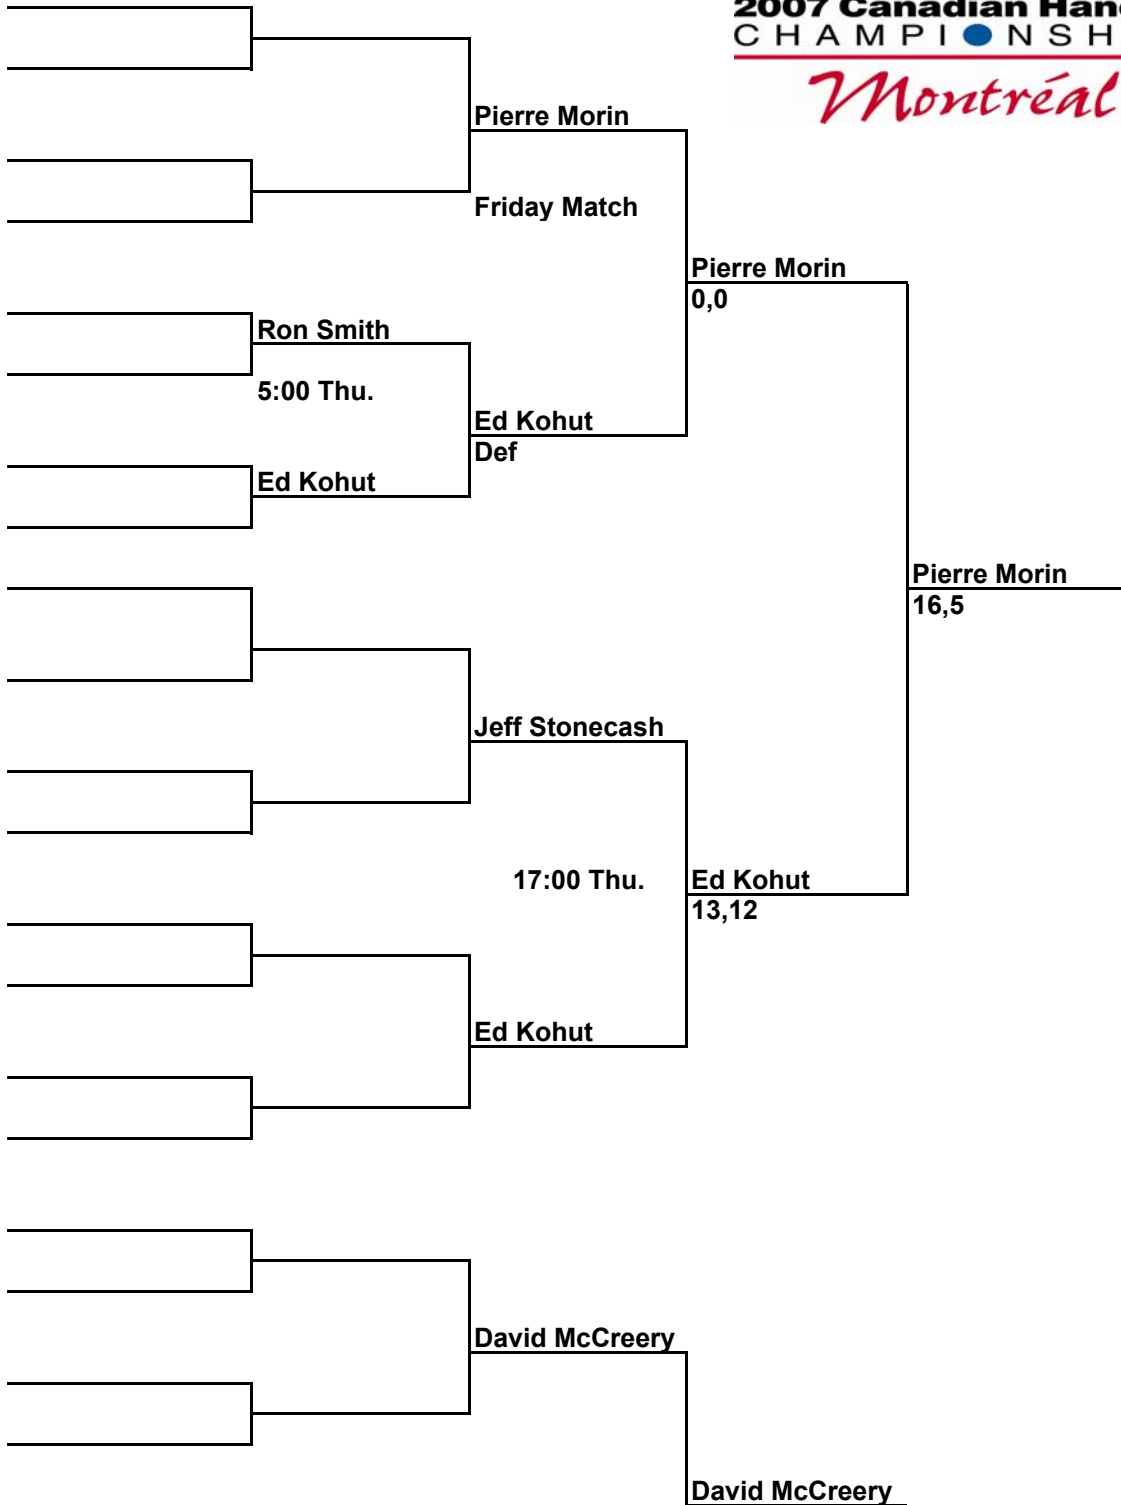 2007 Canadian Han
CHAMPIONSH
Montréal
Pierre Morin
Friday Match
Pierre Morin
0,0
Ron Smith
5:00 Thu.
Ed Kohut
Def
Ed Kohut
Pierre Morin
16,5
Jeff Stonecash
17:00 Thu.
Ed Kohut
13,12
Ed Kohut
David McCreery
David McCreery